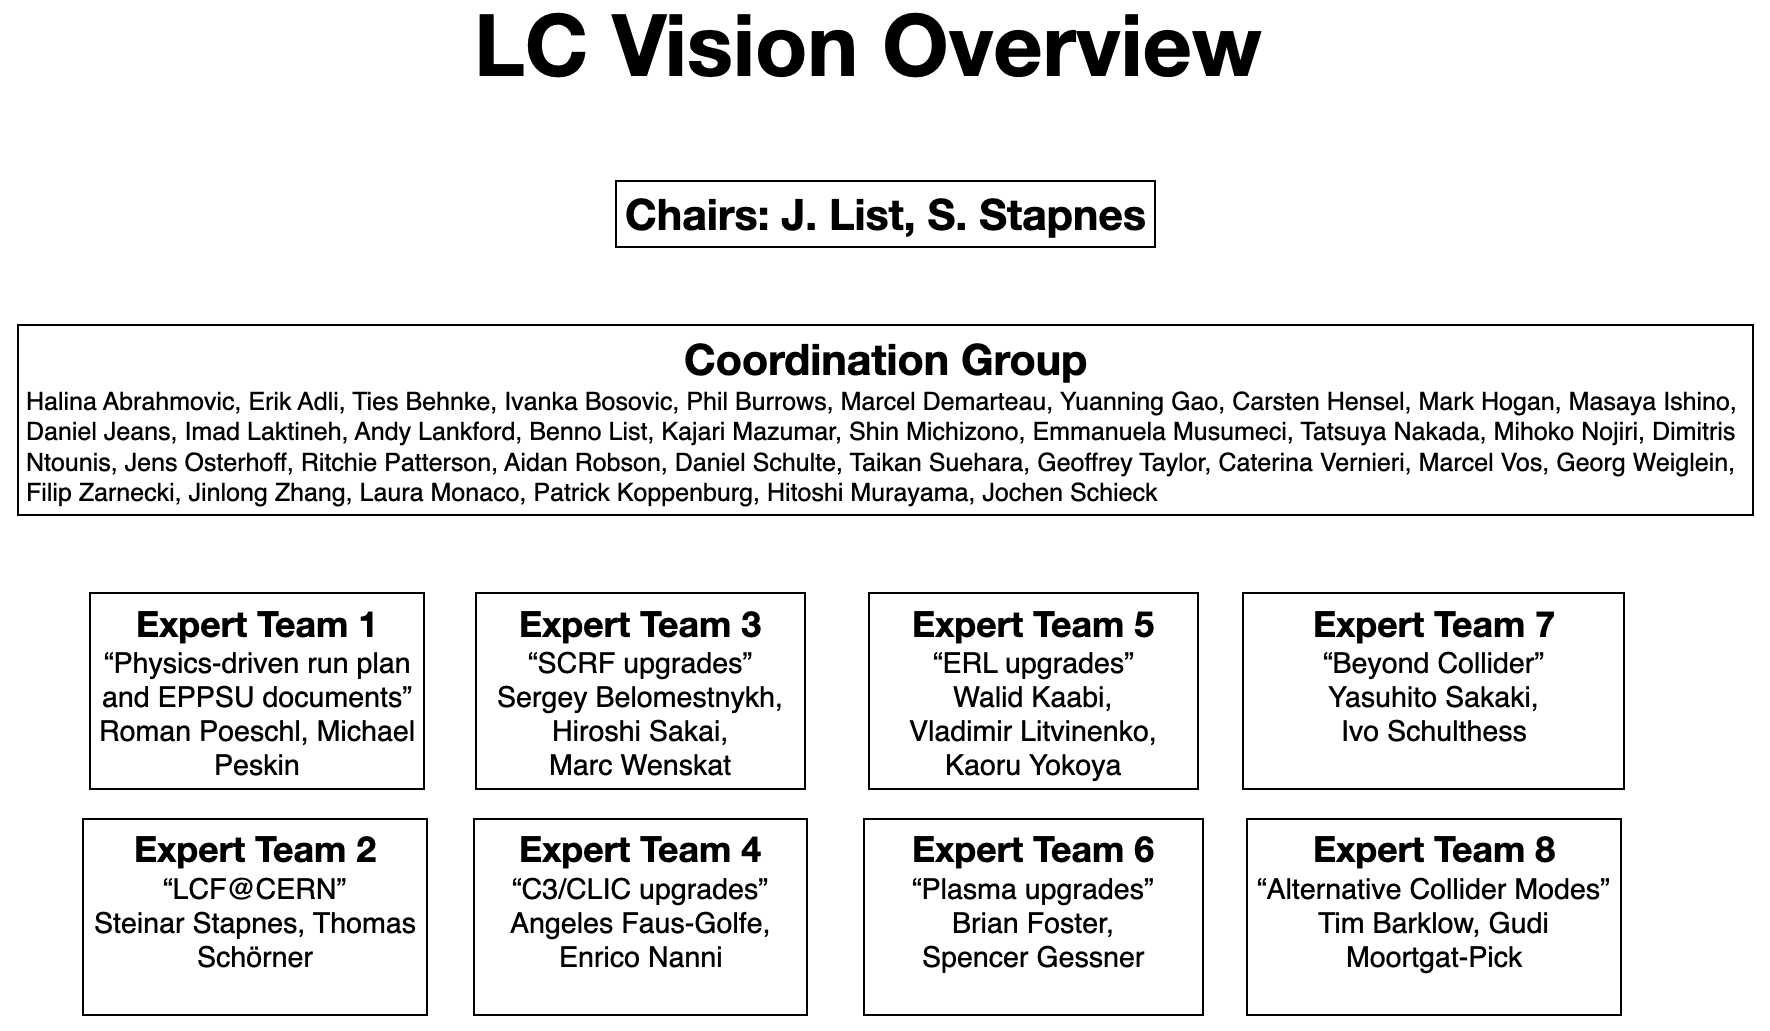 LC Vision Overview
Chairs: J. List, S. Stapnes
Coordination Group
Halina Abrahmovic, Erik Adli, Ties Behnke, Ivanka Bosovic, Phil Burrows, Marcel Demarteau, Yuanning Gao, Carsten Hensel, Mark Hogan, Masaya Ishino,
Daniel Jeans, Imad Laktineh, Andy Lankford, Benno List, Kajari Mazumar, Shin Michizono, Emmanuela Musumeci, Tatsuya Nakada, Mihoko Nojiri, Dimitris
Ntounis, Jens Osterhoff, Ritchie Patterson, Aidan Robson, Daniel Schulte, Taikan Suehara, Geoffrey Taylor, Caterina Vernieri, Marcel Vos, Georg Weiglein,
Filip Zarnecki, Jinlong Zhang, Laura Monaco, Patrick Koppenburg, Hitoshi Murayama, Jochen Schieck
Expert Team 1
“Physics-driven run plan
and EPPSU documents”
Roman Poeschl, Michael
Peskin
Expert Team 3
“SCRF upgrades”
Sergey Belomestnykh,
Hiroshi Sakai,
Marc Wenskat
Expert Team 5
“ERL upgrades”
Walid Kaabi,
Vladimir Litvinenko,
Kaoru Yokoya
Expert Team 7
“Beyond Collider”
Yasuhito Sakaki,
Ivo Schulthess
Expert Team 2
“LCF@CERN”
Steinar Stapnes, Thomas
Schörner
Expert Team 4
“C3/CLIC upgrades”
Angeles Faus-Golfe,
Enrico Nanni
Expert Team 6
“Plasma upgrades”
Brian Foster,
Spencer Gessner
Expert Team 8
“Alternative Collider Modes”
Tim Barklow, Gudi
Moortgat-Pick